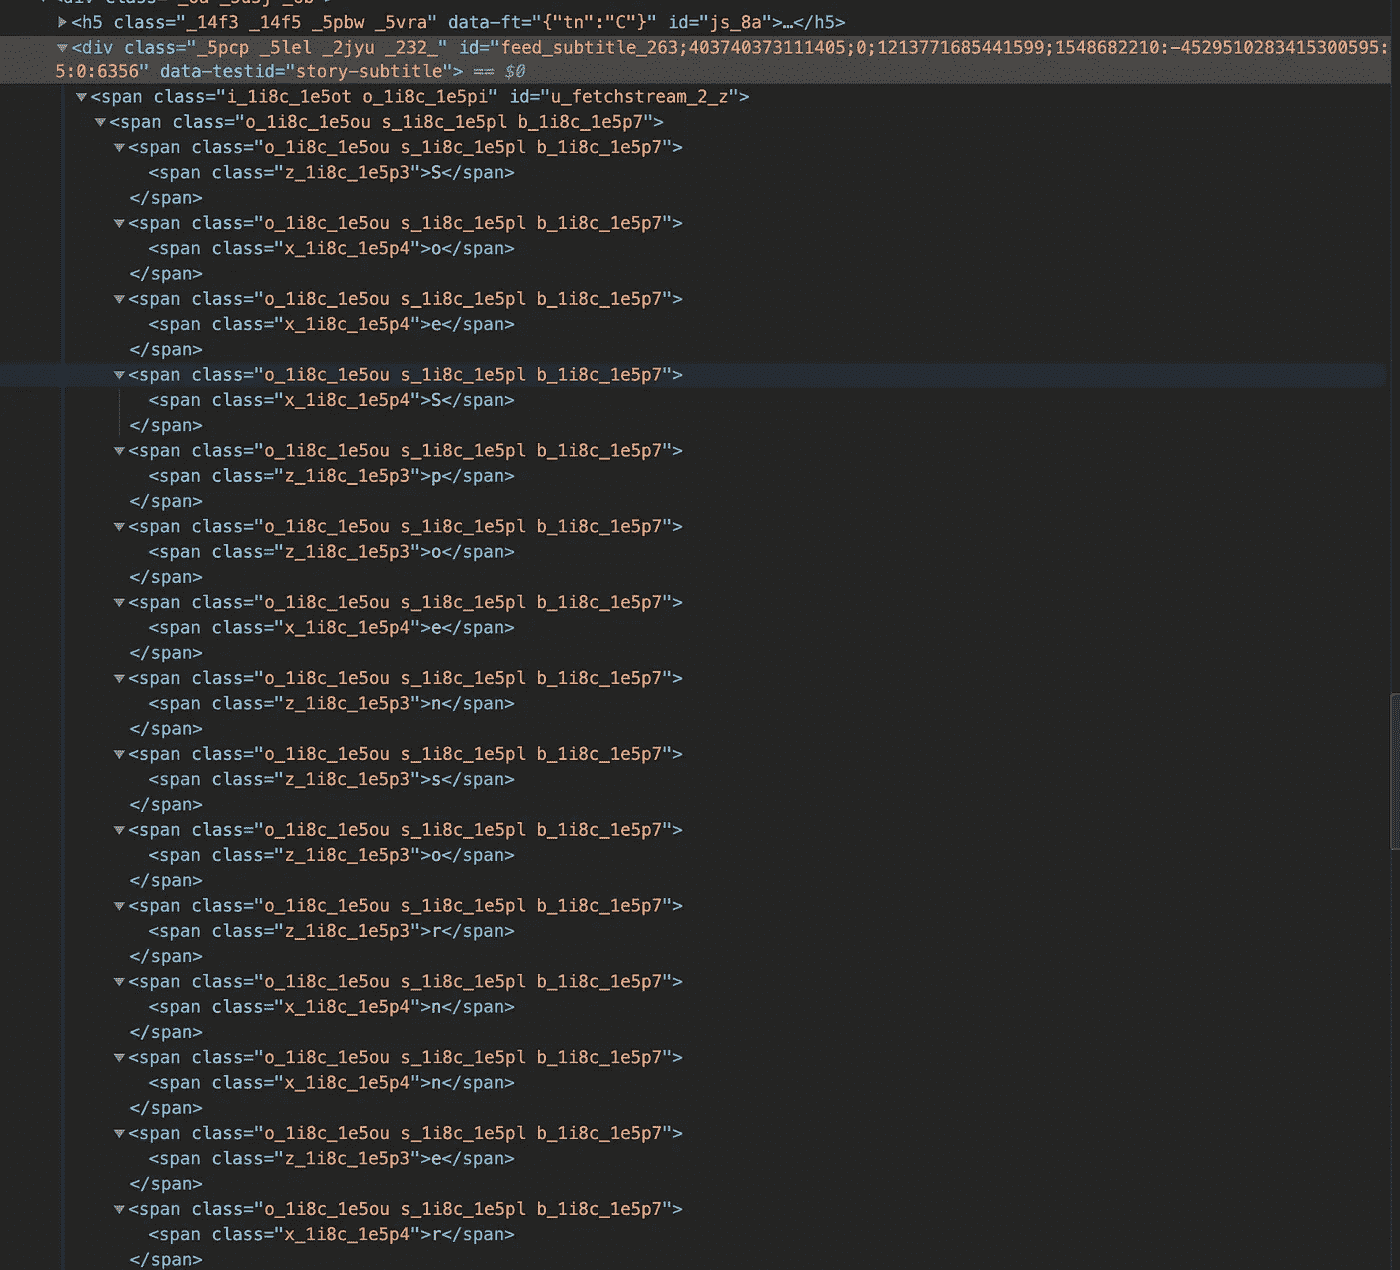 <h5 class="_14f3 _14f5 _5pbw _5vra" data-ft="{"tn":"C"}" id="js_8a">…</h5>
<div class="_5pcp _5lel _2jyu _232_" id="feed_subtitle_263;403740373111405;0;1213771685441599;1548682210:-4529510283415300595:
5:0:6356" data-testid="story-subtitle"> == $0
<span class="i_1i8c_1e5ot o_1i8c_1e5pi" id="u_fetchstream_2_z">
<span class="o_1i8c_1e5ou s_1i8c_1e5pl b_1i8c_1e5p7">
<span class="o_1i8c_1e5ou s_1i8c_1e5pl b_1i8c_1e5p7">
<span class="z_1i8c_1e5p3">S</span>
</span>
<span class="o_1i8c_1e5ou s_1i8c_1e5pl b_1i8c_1e5p7">
<span class="x_1i8c_1e5p4">o</span>
</span>
<span class="o_1i8c_1e5ou s_1i8c_1e5pl b_1i8c_1e5p7">
<span class="x_1i8c_1e5p4">e</span>
</span>
<span class="o_1i8c_1e5ou s_1i8c_1e5pl b_1i8c_1e5p7">
<span class="x_1i8c_1e5p4">S</span>
</span>
<span class="o_1i8c_1e5ou s_1i8c_1e5pl b_1i8c_1e5p7">
<span class="z_1i8c_1e5p3">p</span>
</span>
<span class="o_1i8c_1e5ou s_1i8c_1e5pl b_1i8c_1e5p7">
<span class="z_1i8c_1e5p3">o</span>
</span>
<span class="o_1i8c_1e5ou s_1i8c_1e5pl b_1i8c_1e5p7">
<span class="x_1i8c_1e5p4">e</span>
</span>
<span class="o_1i8c_1e5ou s_1i8c_1e5pl b_1i8c_1e5p7">
<span class="z_1i8c_1e5p3">n</span>
</span>
<span class="o_1i8c_1e5ou s_1i8c_1e5pl b_1i8c_1e5p7">
<span class="z_1i8c_1e5p3">s</span>
</span>
<span class="o_1i8c_1e5ou s_1i8c_1e5pl b_1i8c_1e5p7">
<span class="z_1i8c_1e5p3">o</span>
</span>
<span class="o_1i8c_1e5ou s_1i8c_1e5pl b_1i8c_1e5p7">
<span class="z_1i8c_1e5p3">r</span>
</span>
<span class="o_1i8c_1e5ou s_1i8c_1e5pl b_1i8c_1e5p7">
<span class="x_1i8c_1e5p4">n</span>
</span>
<span class="o_1i8c_1e5ou s_1i8c_1e5pl b_1i8c_1e5p7">
<span class="x_1i8c_1e5p4">n</span>
</span>
<span class="o_1i8c_1e5ou s_1i8c_1e5pl b_1i8c_1e5p7">
<span class="z_1i8c_1e5p3">e</span>
</span>
<span class="o_1i8c_1e5ou s_1i8c_1e5pl b_1i8c_1e5p7">
<span class="x_1i8c_1e5p4">r</span>
</span>